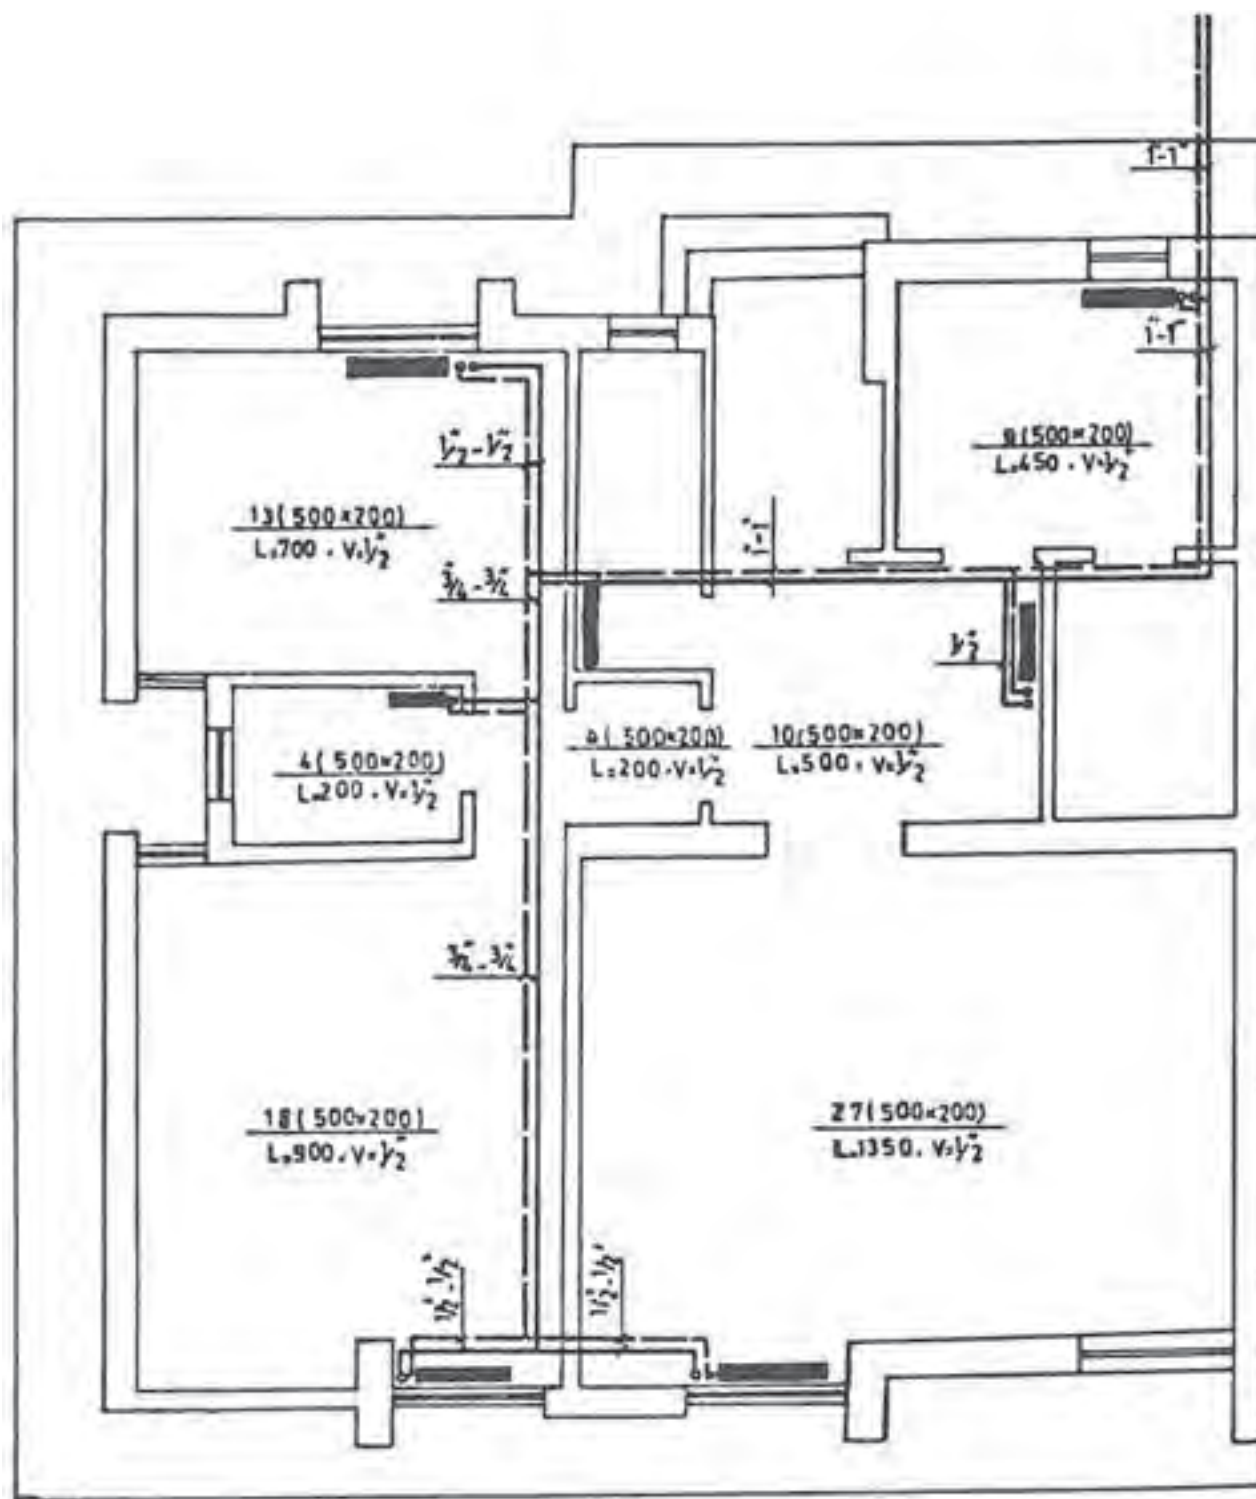 1"-1"
1"-1"
9(500×200)
L=450 . V=1/2"
1/2"-1/2"
13(500×200)
L=700 . V=1/2"
1"-1"
3/4"-3/4"
1/2"
4(500×200)
L=200 . V=1/2"
4(500×200)
L=200 . V=1/2"
10(500×200)
L=500 . V=1/2"
3/4"-3/4"
18(500×200)
L=900 . V=1/2"
27(500×200)
L=1350 . V=1/2"
1/2"-1/2"
1/2"-1/2"